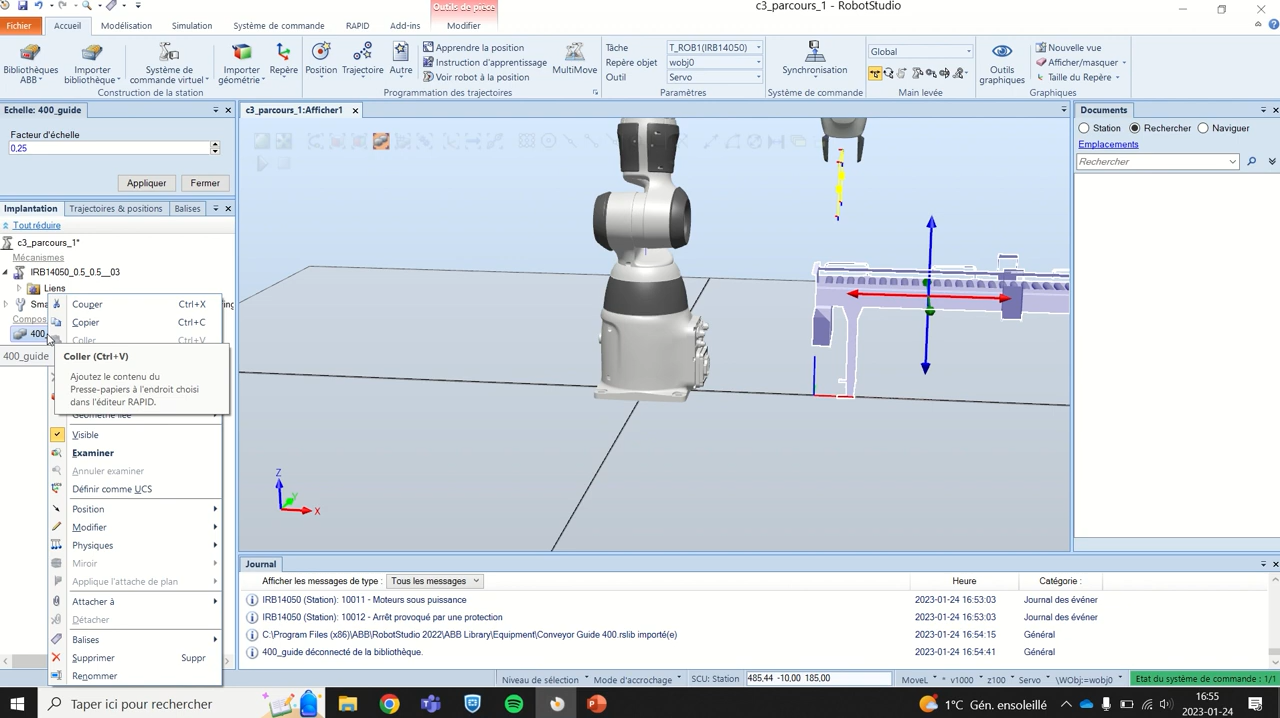 Outils de pièce
c3_parcours_1 - RobotStudio
Fichier Accueil Modélisation Simulation Système de commande RAPID Add-ins Modifier
Bibliothèques ABB
Importer bibliothèque
Système de commande virtuel
Importer géométrie
Repère
Construction de la station
Position
Trajectoire
Autre
Apprendre la position
Instruction d'apprentissage
Voir robot à la position
MultiMove
Programmation des trajectoires
Tâche T_ROB1(IRB14050)
Repère objet wobj0
Outil Servo
Paramètres
Synchronisation
Système de commande
Global
Main levée
Outils graphiques
Nouvelle vue
Afficher/masquer
Taille du Repère
Graphiques
Echelle: 400_guide
Facteur d'échelle
0,25
Appliquer Fermer
Implantation Trajectoires & positions Balises
Tout réduire
c3_parcours_1*
Mécanismes
IRB14050_0.5_0.5__03
Liens
Compos
400_
400_guide
Couper Ctrl+X
Copier Ctrl+C
Coller Ctrl+V
Coller (Ctrl+V)
Ajoutez le contenu du
Presse-papiers à l'endroit choisi
dans l'éditeur RAPID.
Géométrie liée
Visible
Examiner
Annuler examiner
Définir comme UCS
Position
Modifier
Physiques
Miroir
Applique l'attache de plan
Attacher à
Détacher
Balises
Supprimer Suppr
Renommer
c3_parcours_1:Afficher1
Z
Y
X
Documents
Station Rechercher Naviguer
Emplacements
Rechercher
Journal
Afficher les messages de type : Tous les messages Heure Catégorie :
IRB14050 (Station): 10011 - Moteurs sous puissance 2023-01-24 16:53:03 Journal des événer
IRB14050 (Station): 10012 - Arrêt provoqué par une protection 2023-01-24 16:53:03 Journal des événer
C:\Program Files (x86)\ABB\RobotStudio 2022\ABB Library\Equipment\Conveyor Guide 400.rslib importé(e) 2023-01-24 16:54:15 Général
400_guide déconnecté de la bibliothèque. 2023-01-24 16:54:41 Général
Niveau de sélection Mode d'accrochage SCU: Station 485,44 -10,00 185,00 MoveL * v1000 z100 Servo \WObj:=wobj0 Etat du système de commande : 1/1
Taper ici pour rechercher
1°C Gén. ensoleillé
16:55
2023-01-24